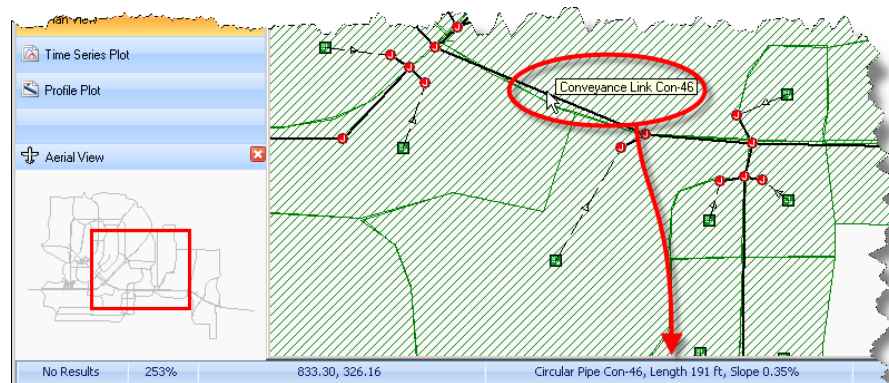 Time Series Plot
Profile Plot
Aerial View
Conveyance Link Con-46
No Results 253% 833.30, 326.16 Circular Pipe Con-46, Length 191 ft, Slope 0.35%